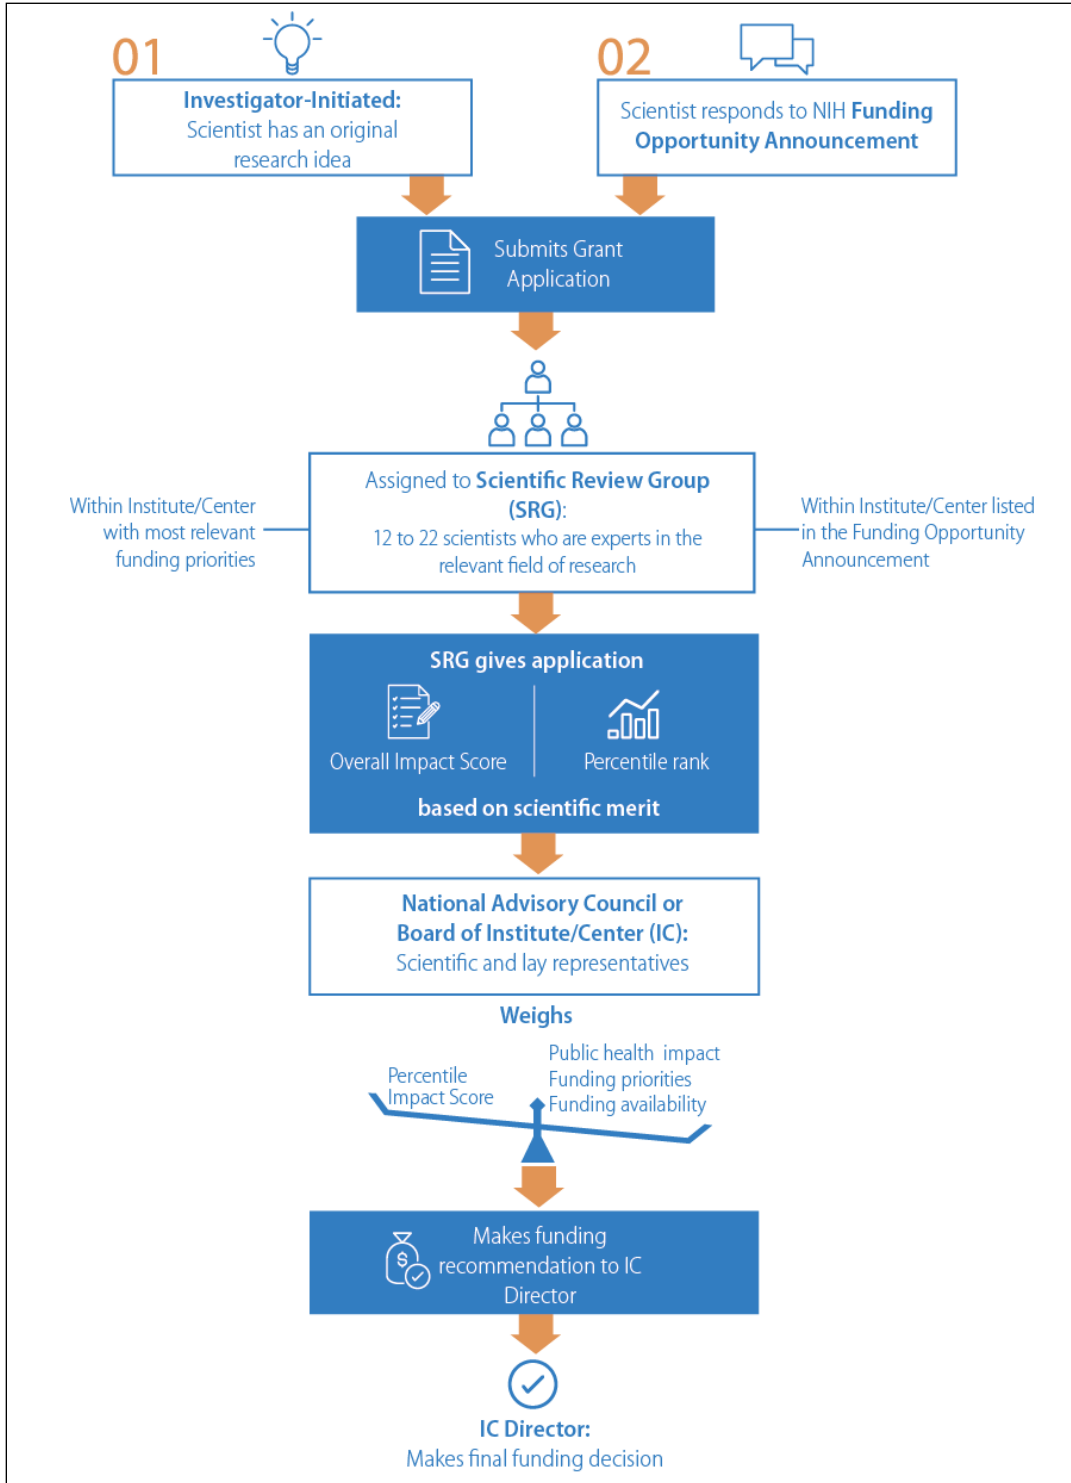 01
Investigator-Initiated:
Scientist has an original
research idea
02
Scientist responds to NIH Funding
Opportunity Announcement
Submits Grant
Application
Within Institute/Center
with most relevant
funding priorities
Assigned to Scientific Review Group
(SRG):
12 to 22 scientists who are experts in the
relevant field of research
Within Institute/Center listed
in the Funding Opportunity
Announcement
SRG gives application
Overall Impact Score
Percentile rank
based on scientific merit
National Advisory Council or
Board of Institute/Center (IC):
Scientific and lay representatives
Weighs
Percentile
Impact Score
Public health impact
Funding priorities
Funding availability
$
Makes funding
recommendation to IC
Director
IC Director:
Makes final funding decision